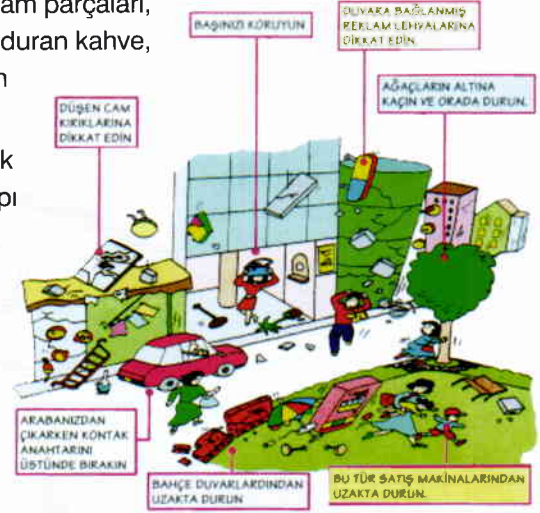 am parçaları,
duran kahve,
n
k
pı
BAŞINIZI KORUYUN
DUVARA BAĞLANMIŞ
REKLAM LEHVALARINA
DİKKAT EDİN
AĞAÇLARIN ALTINA
KAÇIN VE ORADA DURUN.
DÜŞEN CAM
KIRIKLARINA
DİKKAT EDİN
ARABANIZDAN
ÇIKARKEN KONTAK
ANAHTARINI
ÜSTÜNDE BIRAKIN
BAHÇE DUVARLARDINDAN
UZAKTA DURUN
BU TÜR SATIŞ MAKİNALARINDAN
UZAKTA DURUN.